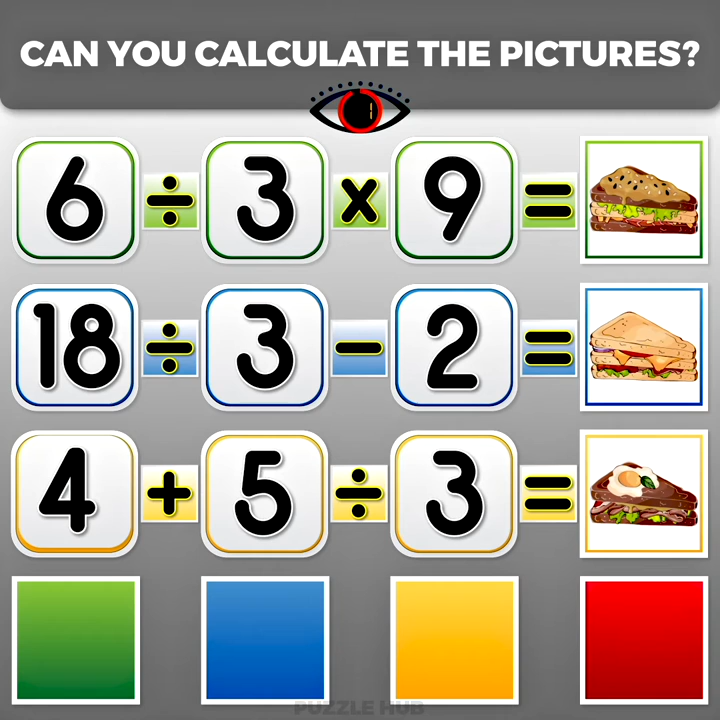 CAN YOU CALCULATE THE PICTURES?
6 ÷ 3 x 9 =
18 ÷ 3 − 2 =
4 + 5 ÷ 3 =
PUZZLE HUB